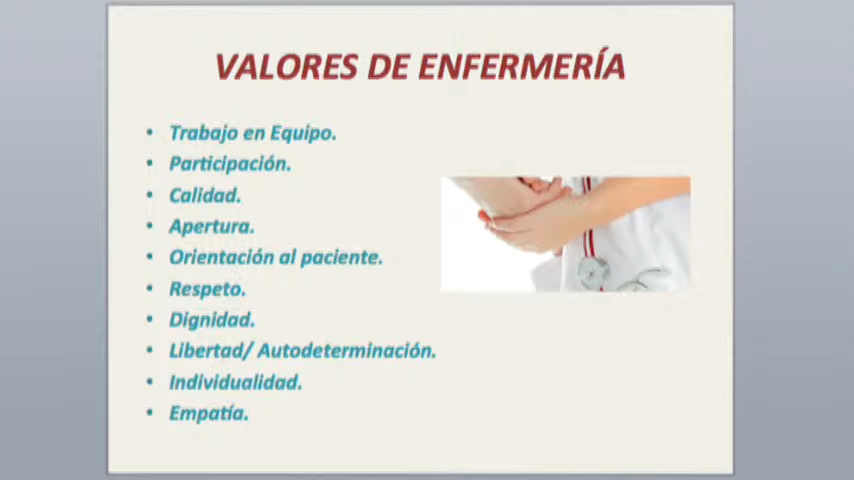 VALORES DE ENFERMERÍA
• Trabajo en Equipo.
• Participación.
• Calidad.
• Apertura.
• Orientación al paciente.
• Respeto.
• Dignidad.
• Libertad/ Autodeterminación.
• Individualidad.
• Empatía.